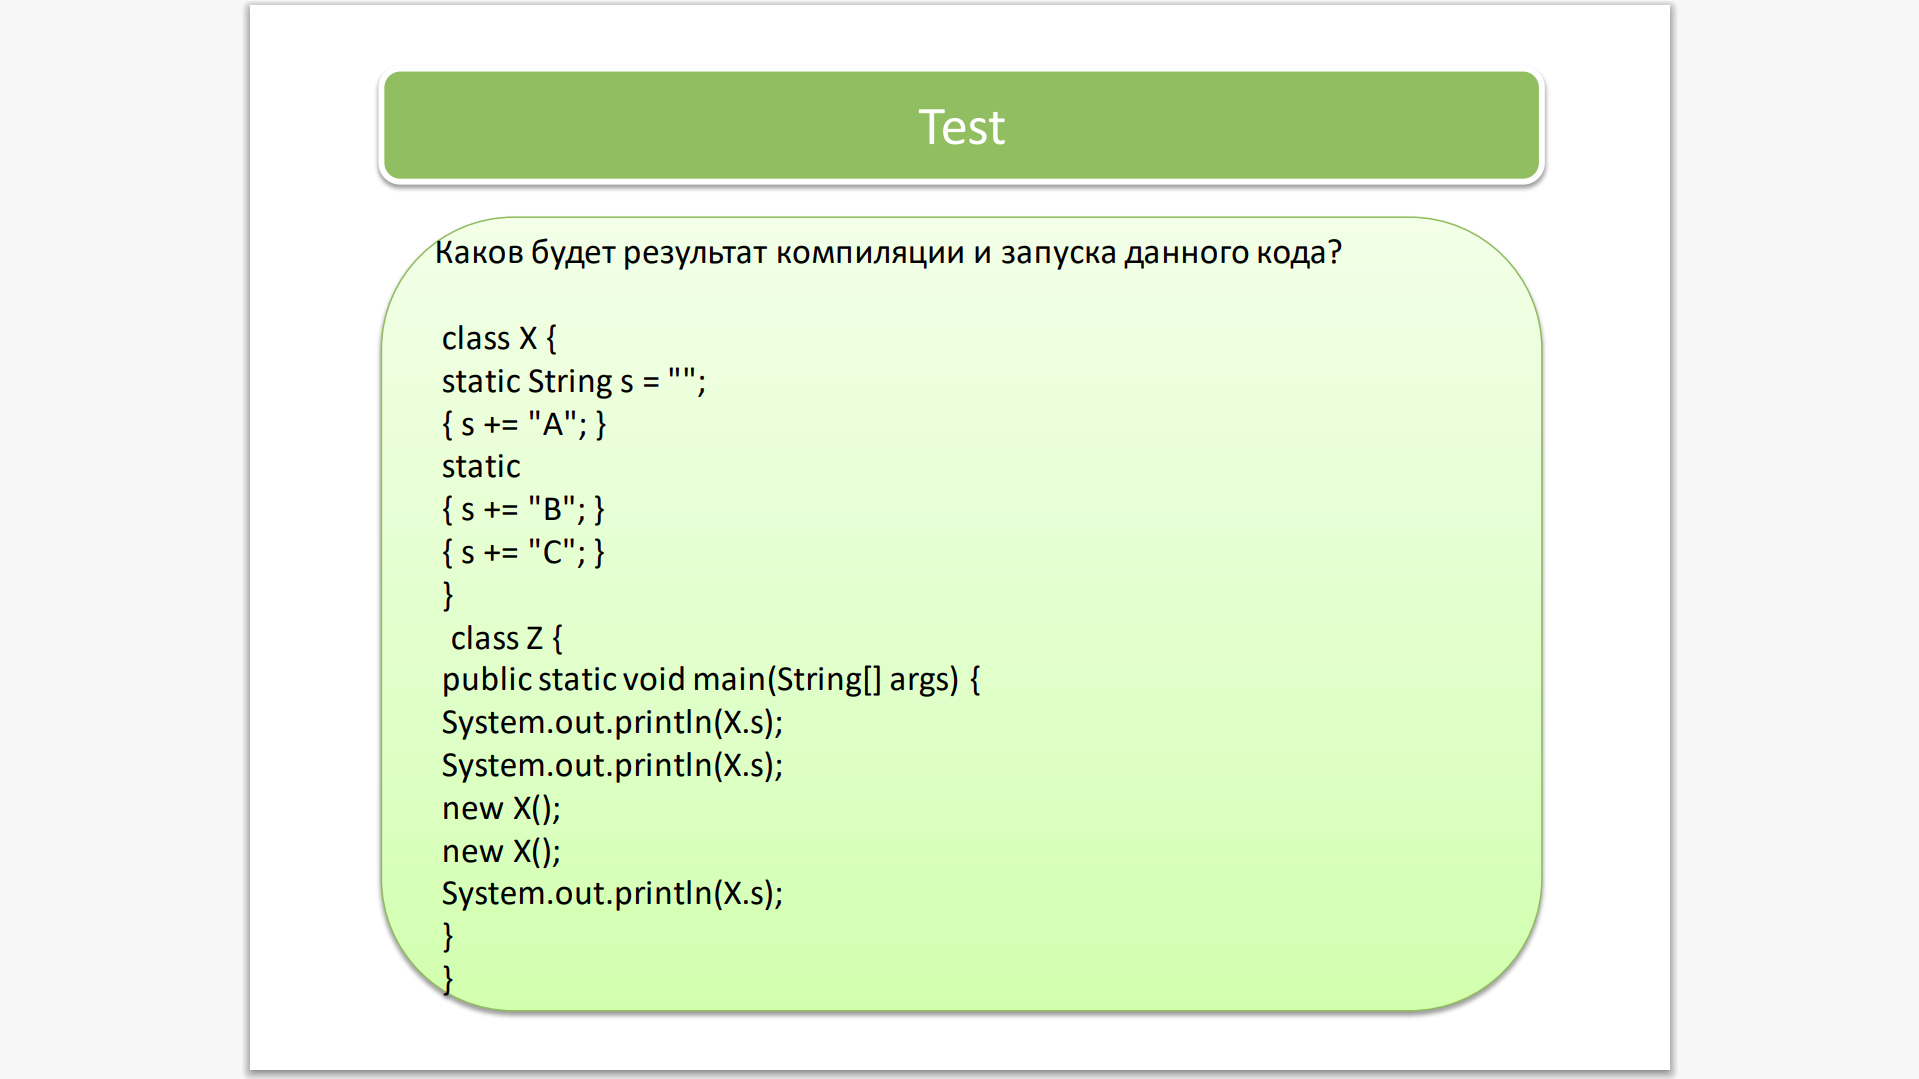 Test
Каков будет результат компиляции и запуска данного кода?
class X {
static String s = "";
{ s += "A"; }
static
{ s += "B"; }
{ s += "C"; }
}
class Z {
public static void main(String[] args) {
System.out.println(X.s);
System.out.println(X.s);
new X();
new X();
System.out.println(X.s);
}
}